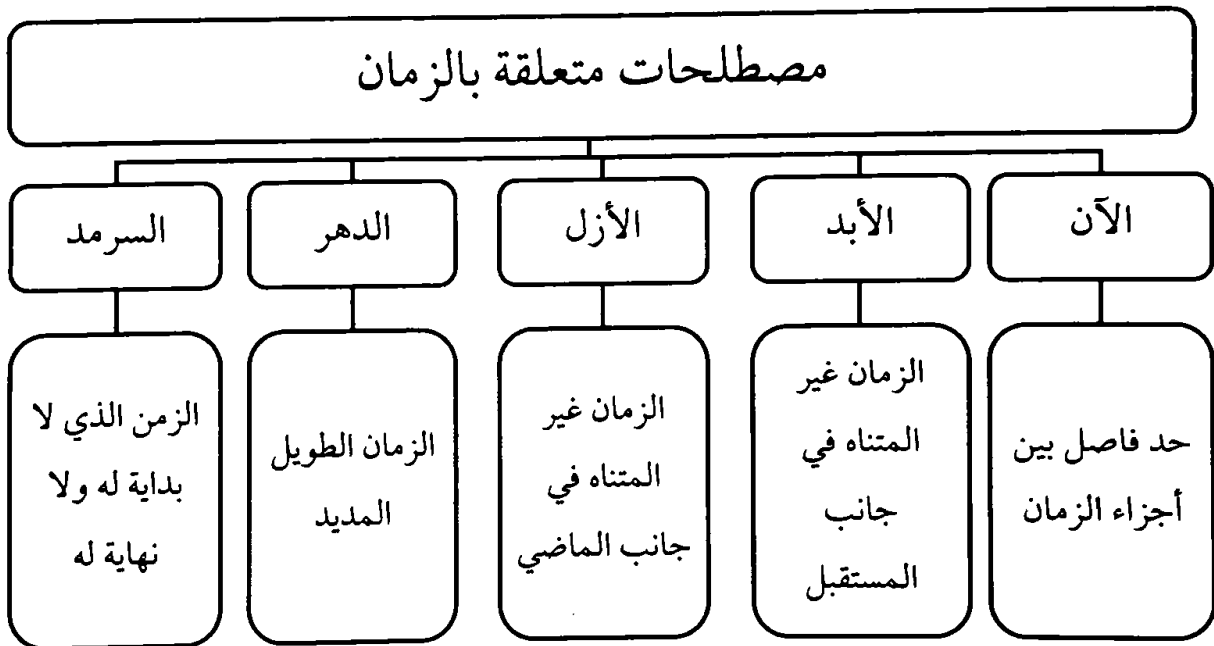 مصطلحات متعلقة بالزمان
الآن
الأبد
الأزل
الدهر
السرمد
حد فاصل بين
أجزاء الزمان
الزمان غير
المتناه في
جانب
المستقبل
الزمان غير
المتناه في
جانب الماضي
الزمان الطويل
المديد
الزمن الذي لا
بداية له ولا
نهاية له